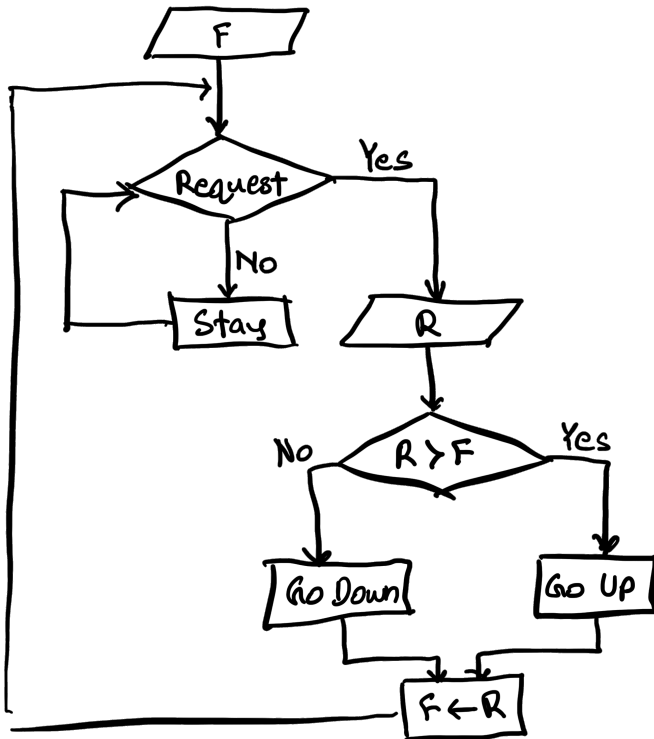 F
Request
Yes
No
Stay
R
R > F
No
Yes
Go Down
Go UP
F ← R